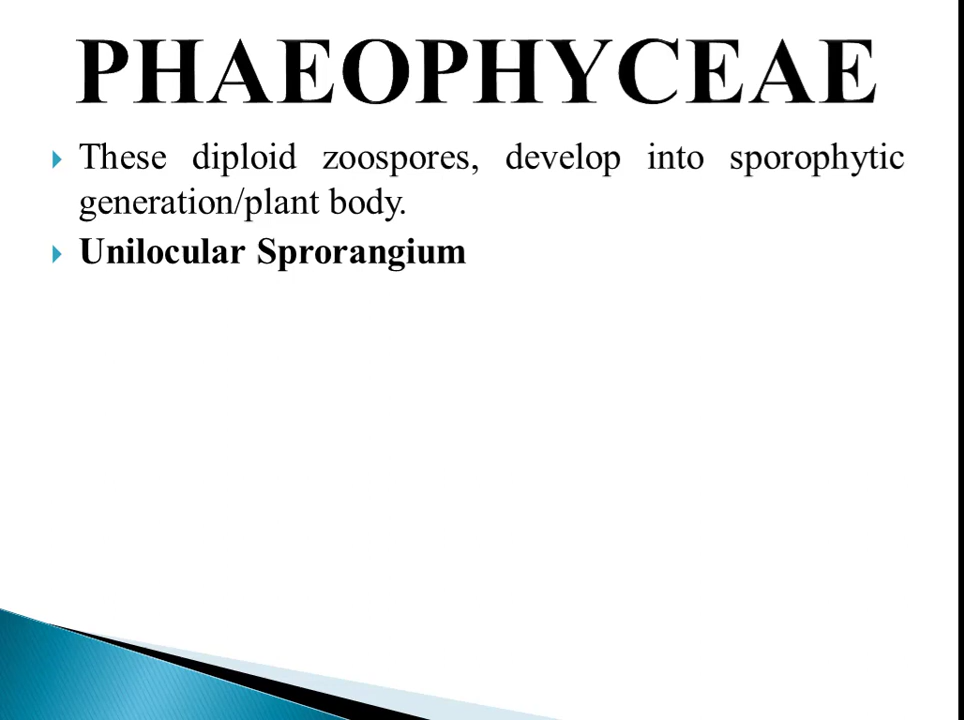 PHAEOPHYCEAE
These diploid zoospores, develop into sporophytic
generation/plant body.
Unilocular Sprorangium